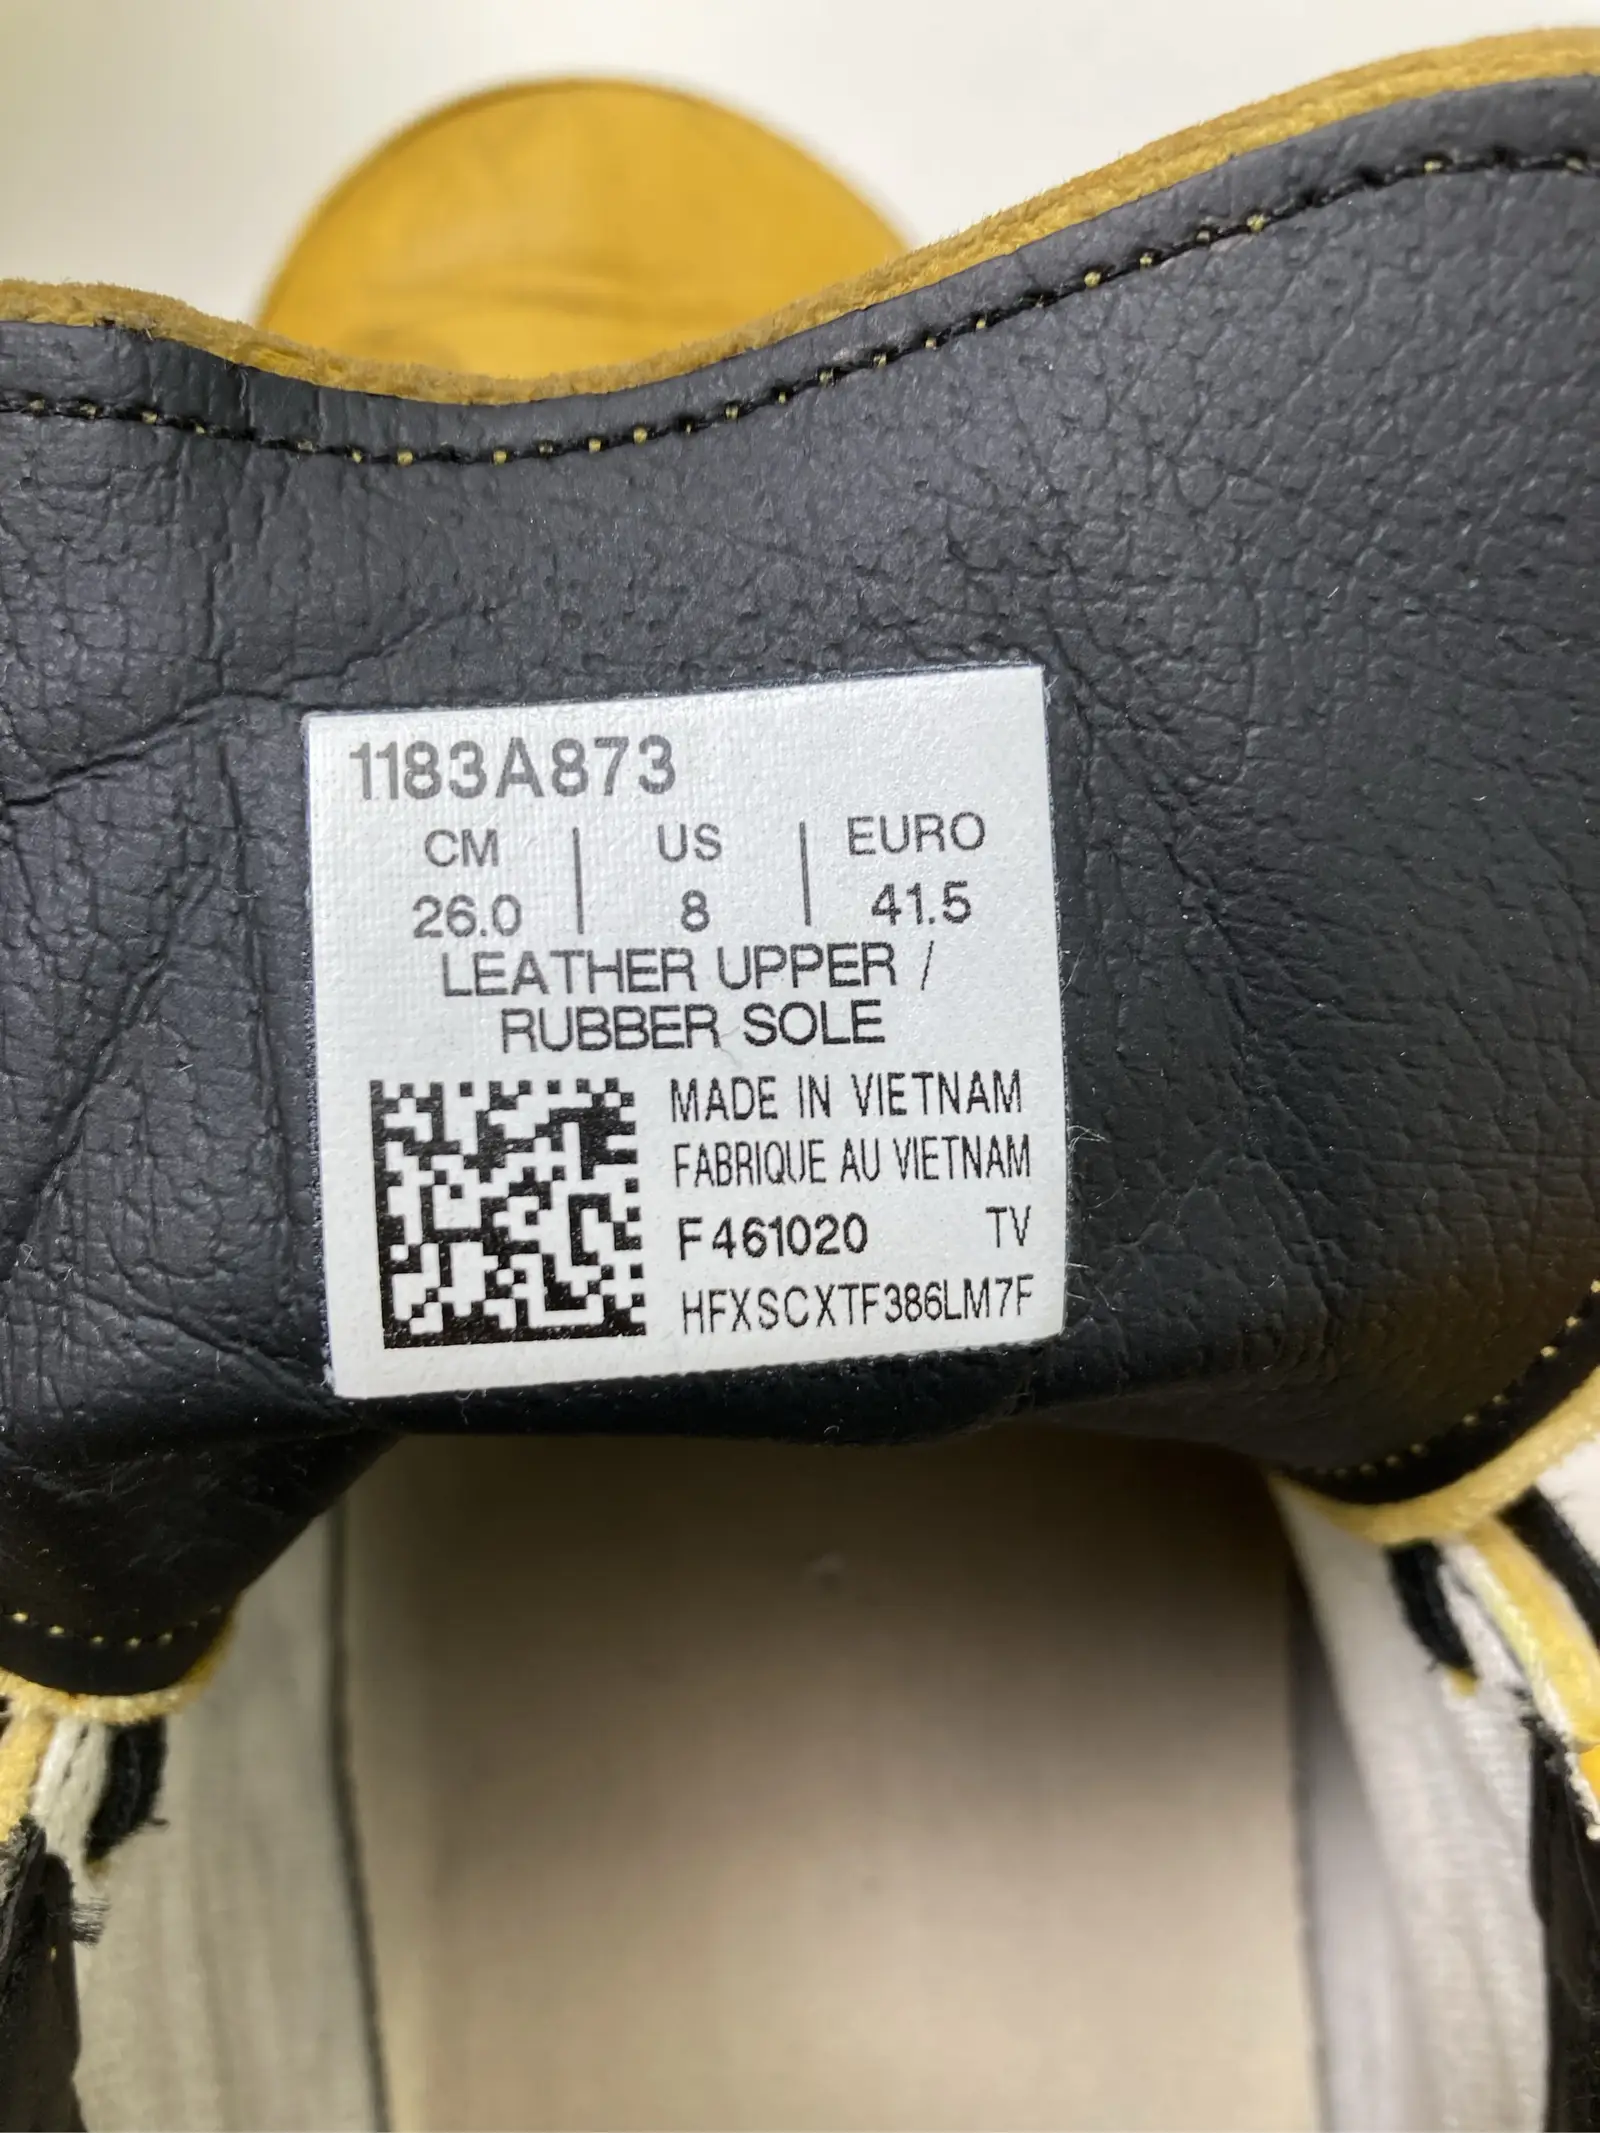 1183A873
CM | US | EURO
26.0 | 8 | 41.5
LEATHER UPPER /
RUBBER SOLE
MADE IN VIETNAM
FABRIQUE AU VIETNAM
F461020 TV
HFXSCXTF386LM7F